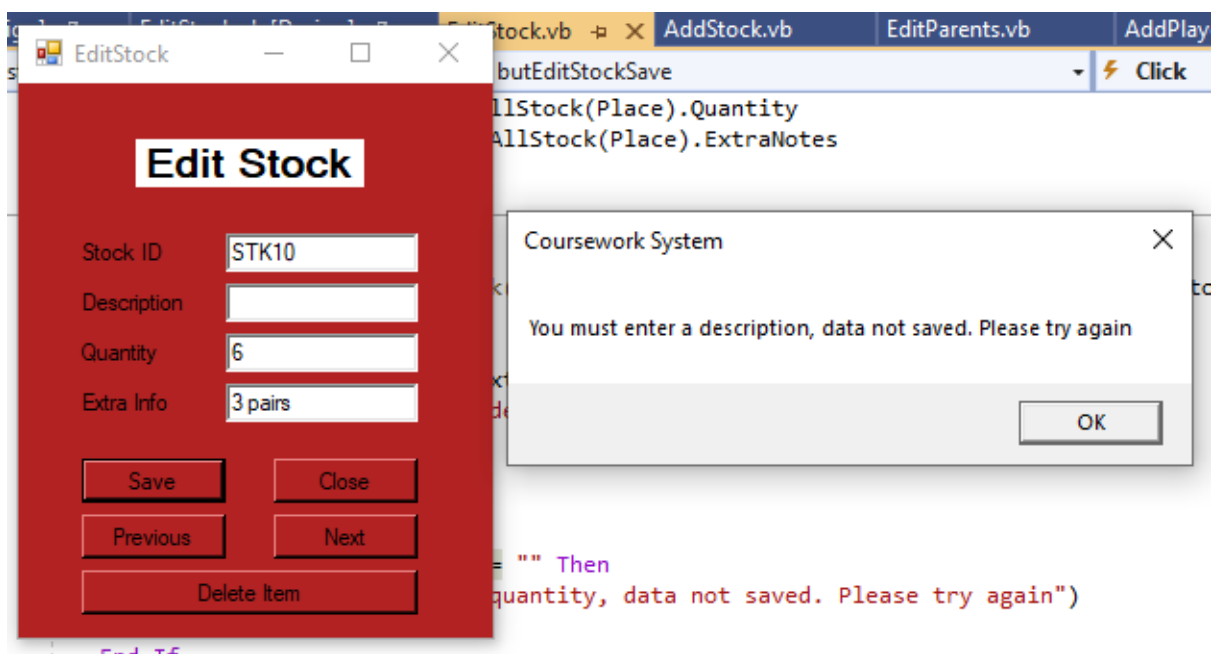 EditStock.vb AddStock.vb EditParents.vb AddPlay
EditStock
butEditStockSave Click
AllStock(Place).Quantity
AllStock(Place).ExtraNotes
Edit Stock
Coursework System
Stock ID STK10
Description
You must enter a description, data not saved. Please try again
Quantity 6
Extra Info 3 pairs
OK
Save Close
Previous Next
= "" Then
Delete Item
quantity, data not saved. Please try again")
End If